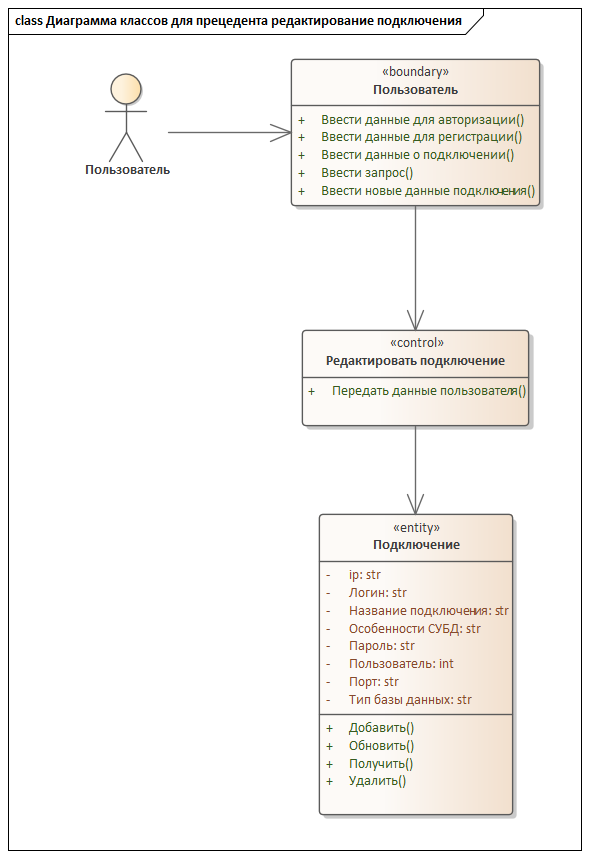 class Диаграмма классов для прецедента редактирование подключения
Пользователь
«boundary»
Пользователь
+ Ввести данные для авторизации()
+ Ввести данные для регистрации()
+ Ввести данные о подключении()
+ Ввести запрос()
+ Ввести новые данные подключения()
«control»
Редактировать подключение
+ Передать данные пользователя()
«entity»
Подключение
- ip: str
- Логин: str
- Название подключения: str
- Особенности СУБД: str
- Пароль: str
- Пользователь: int
- Порт: str
- Тип базы данных: str
+ Добавить()
+ Обновить()
+ Получить()
+ Удалить()